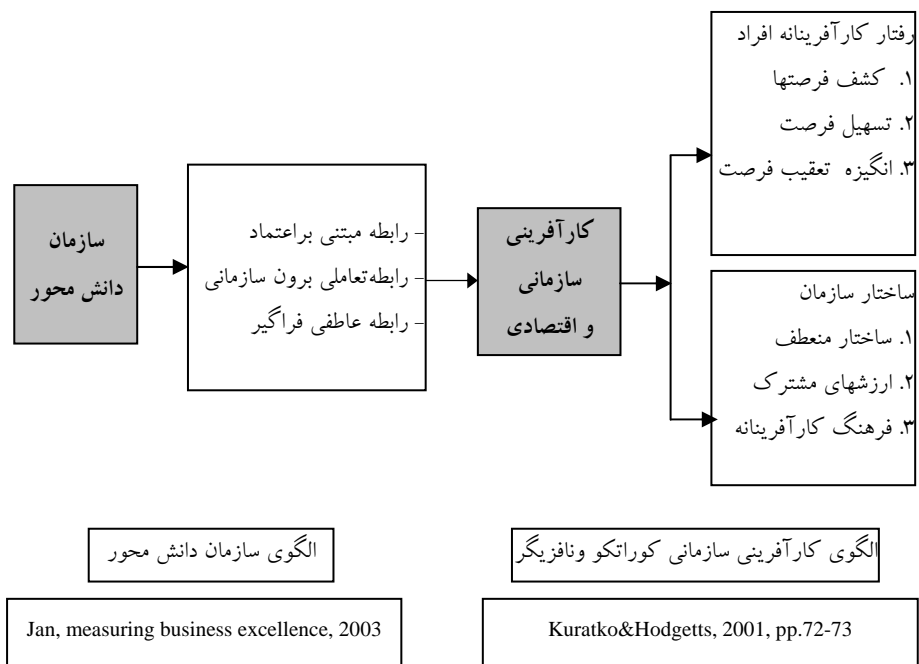 رفتار کارآفرینانه افراد
۱. کشف فرصتها
۲. تسهیل فرصت
۳. انگیزه تعقیب فرصت
سازمان
دانش محور
– رابطه مبتنی براعتماد
– رابطه‌تعاملی برون سازمانی
– رابطه عاطفی فراگیر
کارآفرینی
سازمانی
و اقتصادی
ساختار سازمان
۱. ساختار منعطف
۲. ارزشهای مشترک
۳. فرهنگ کارآفرینانه
الگوی سازمان دانش محور
الگوی کارآفرینی سازمانی کوراتکو ونافزیگر
Jan, measuring business excellence, 2003
Kuratko&Hodgetts, 2001, pp.72-73